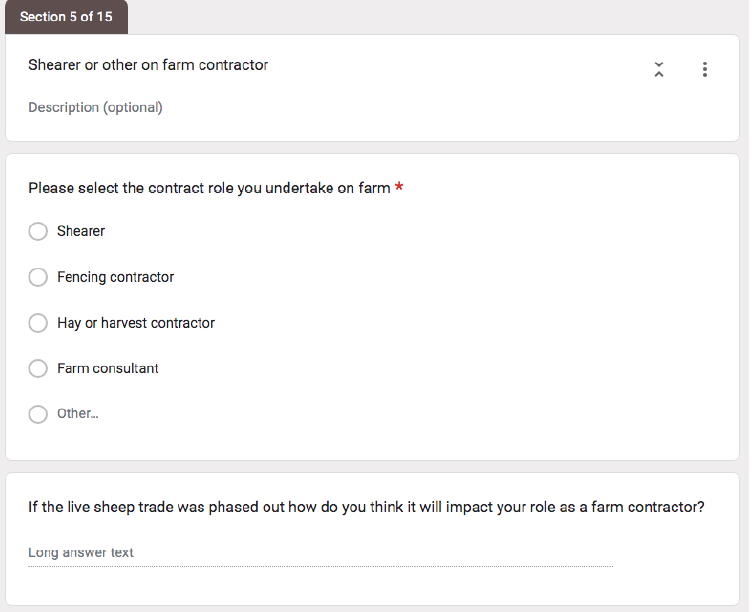 Section 5 of 15
Shearer or other on farm contractor
Description (optional)
Please select the contract role you undertake on farm *
Shearer
Fencing contractor
Hay or harvest contractor
Farm consultant
Other...
If the live sheep trade was phased out how do you think it will impact your role as a farm contractor?
Long answer text